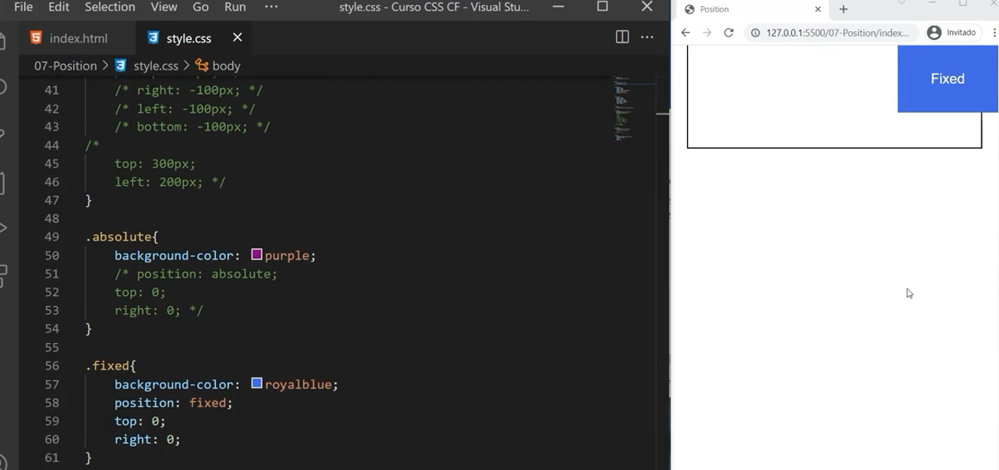 File Edit Selection View Go Run ··· style.css - Curso CSS CF - Visual Stu...
index.html style.css
07-Position > style.css > body
41 /* right: -100px; */
42 /* left: -100px; */
43 /* bottom: -100px; */
44 /*
45 top: 300px;
46 left: 200px; */
47 }
48
49 .absolute{
50 background-color: purple;
51 /* position: absolute;
52 top: 0;
53 right: 0; */
54 }
55
56 .fixed{
57 background-color: royalblue;
58 position: fixed;
59 top: 0;
60 right: 0;
61 }
Position
127.0.0.1:5500/07-Position/index... Invitado
Fixed